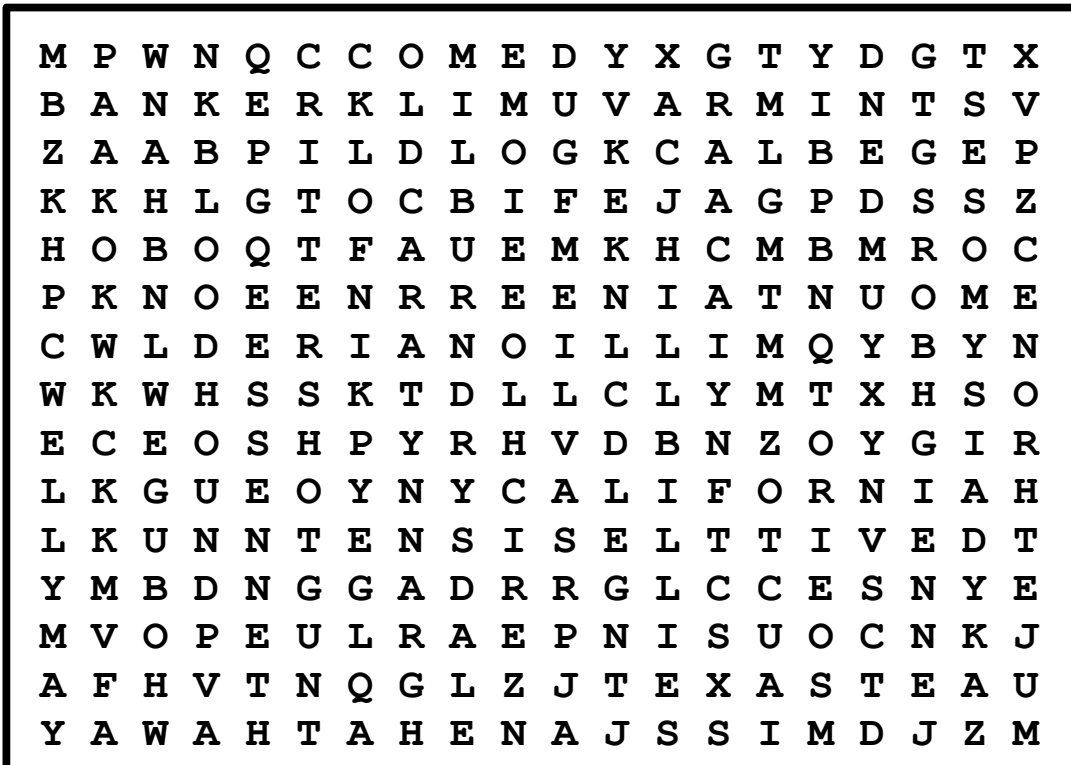 M P W N Q C C O M E D Y X G T Y D G T X
B A N K E R K L I M U V A R M I N T S V
Z A A B P I L D L O G K C A L B E G E P
K K H L G T O C B I F E J A G P D S S Z
H O B O Q T F A U E M K H C M B M R O C
P K N O E E N R R E E N I A T N U O M E
C W L D E R I A N O I L L I M Q Y B Y N
W K W H S S K T D L L C L Y M T X H S O
E C E O S H P Y R H V D B N Z O Y G I R
L K G U E O Y N Y C A L I F O R N I A H
L K U N N T E N S I S E L T T I V E D T
Y M B D N G G A D R R G L C C E S N Y E
M V O P E U L R A E P N I S U O C N K J
A F H V T N Q G L Z J T E X A S T E A U
Y A W A H T A H E N A J S S I M D J Z M